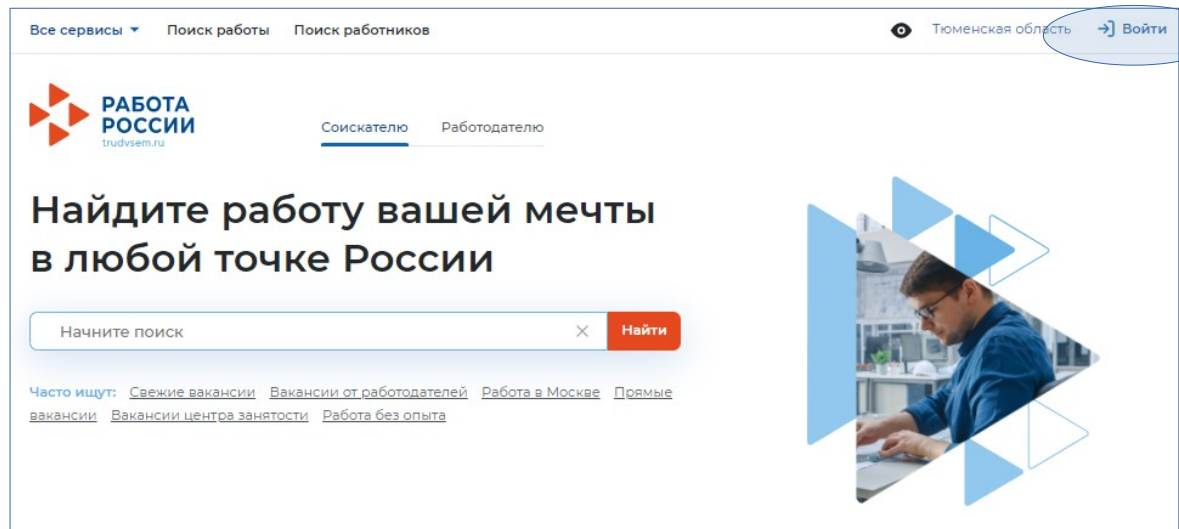 Все сервисы Поиск работы Поиск работников Тюменская область Войти
РАБОТА
РОССИИ
trudvsem.ru
Соискателю Работодателю
Найдите работу вашей мечты
в любой точке России
Начните поиск Найти
Часто ищут: Свежие вакансии Вакансии от работодателей Работа в Москве Прямые
вакансии Вакансии центра занятости Работа без опыта